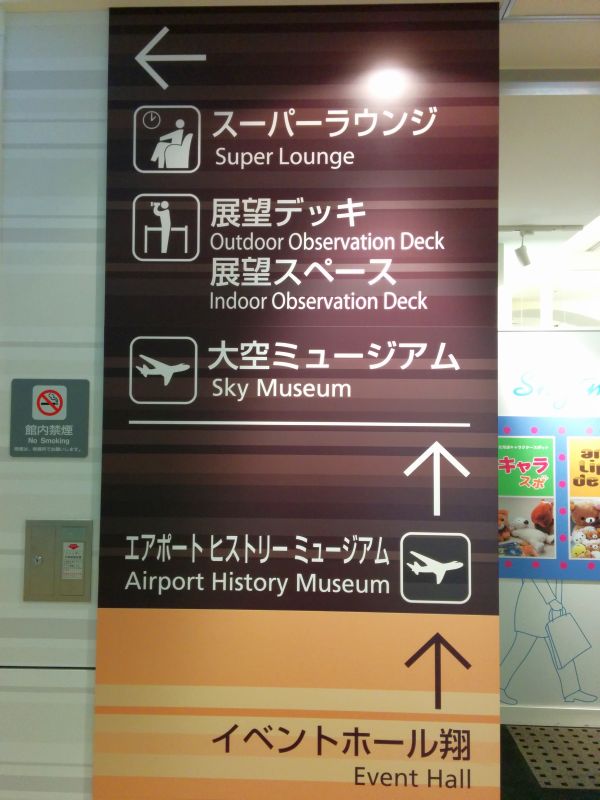 スーパーラウンジ
Super Lounge
展望デッキ
Outdoor Observation Deck
展望スペース
Indoor Observation Deck
大空ミュージアム
Sky Museum
エアポート ヒストリー ミュージアム
Airport History Museum
イベントホール翔
Event Hall
館内禁煙
No Smoking
キャラ
スポ